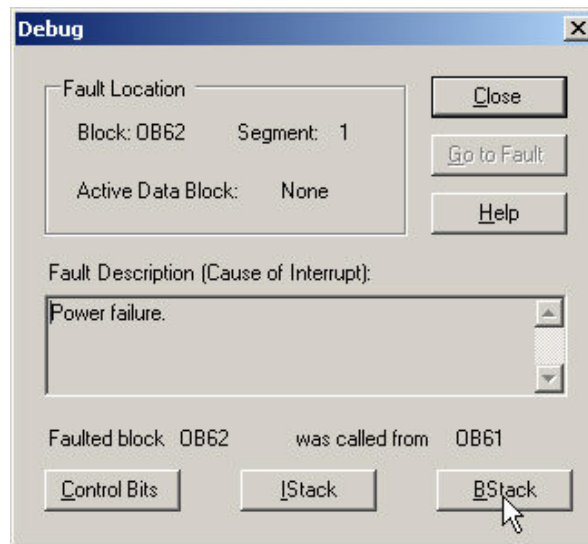 Debug
Fault Location
Close
Block: OB62 Segment: 1
Go to Fault
Active Data Block: None
Help
Fault Description (Cause of Interrupt):
Power failure.
Faulted block OB62 was called from OB61
Control Bits IStack BStack